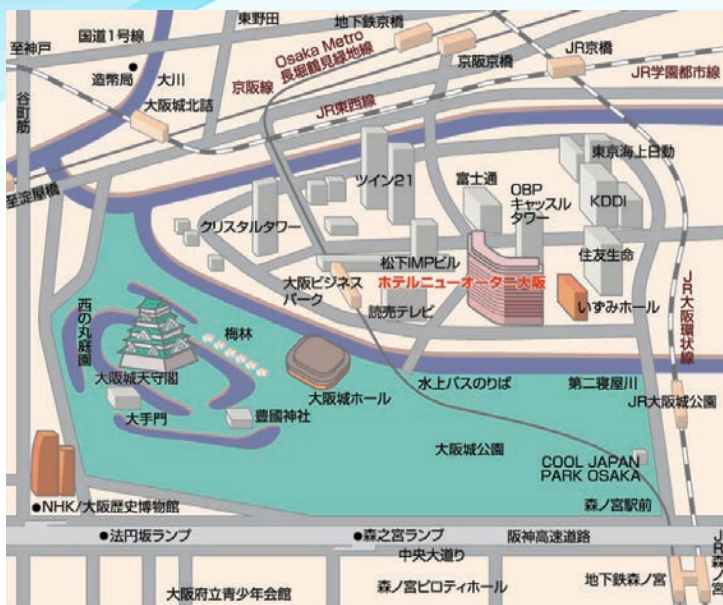 東野田
地下鉄京橋
国道1号線
至神戸
Osaka Metro
長堀鶴見緑地線
京阪京橋
JR京橋
造幣局
大川
京阪線
JR東西線
JR学園都市線
大阪城北詰
谷町筋
至淀屋橋
東京海上日動
ツイン21
富士通
OBP
キャッスル
タワー
KDDI
クリスタルタワー
松下IMPビル
住友生命
大阪ビジネス
パーク
ホテルニューオータニ大阪
読売テレビ
いずみホール
JR大阪環状線
西の丸庭園
梅林
大阪城天守閣
大阪城ホール
水上バスのりば
第二寝屋川
大手門
豊國神社
JR大阪城公園
大阪城公園
COOL JAPAN
PARK OSAKA
●NHK/大阪歴史博物館
森ノ宮駅前
●法円坂ランプ
●森之宮ランプ
阪神高速道路
中央大通り
大阪府立青少年会館
森ノ宮ピロティホール
地下鉄森ノ宮
JR森ノ宮